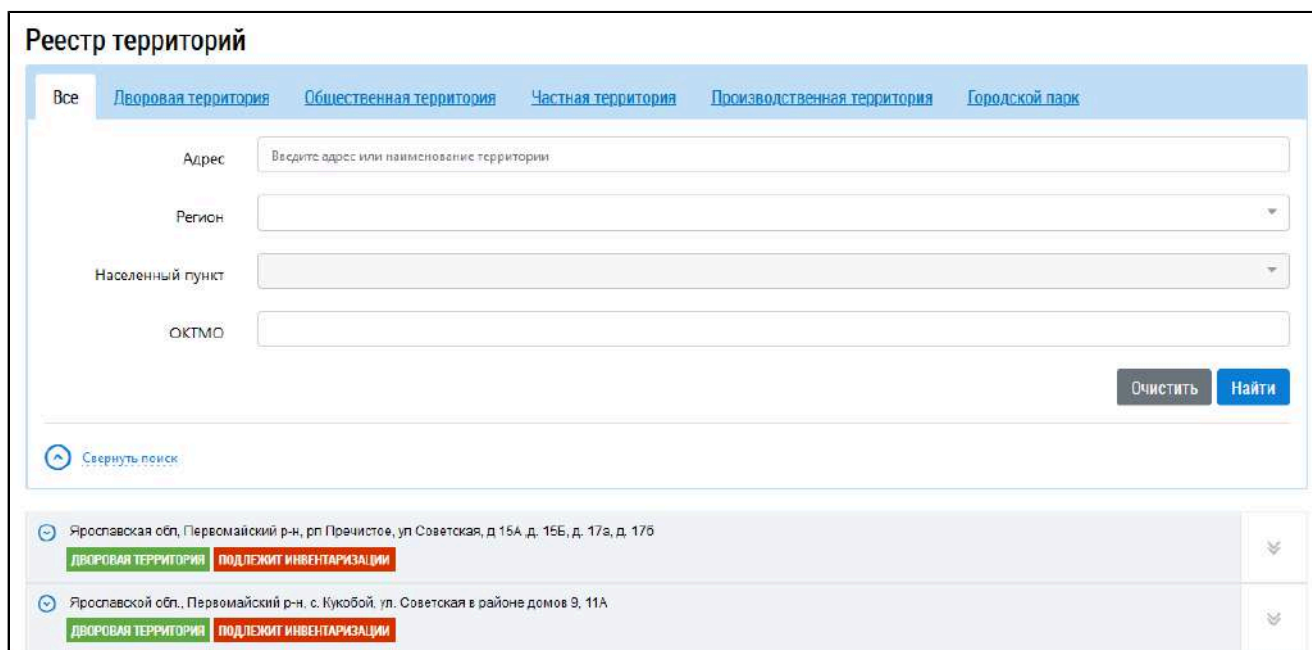 Реестр территорий
Все Дворовая территория Общественная территория Частная территория Производственная территория Городской парк
Адрес Введите адрес или наименование территории
Регион
Населенный пункт
ОКТМО
Очистить Найти
Свернуть поиск
Ярославская обл, Первомайский р-н, рп Пречистое, ул Советская, д 15А, д. 15Б, д. 17а, д. 17б
ДВОРОВАЯ ТЕРРИТОРИЯ ПОДЛЕЖИТ ИНВЕНТАРИЗАЦИИ
Ярославской обл., Первомайский р-н, с. Кукобой, ул. Советская в районе домов 9, 11А
ДВОРОВАЯ ТЕРРИТОРИЯ ПОДЛЕЖИТ ИНВЕНТАРИЗАЦИИ